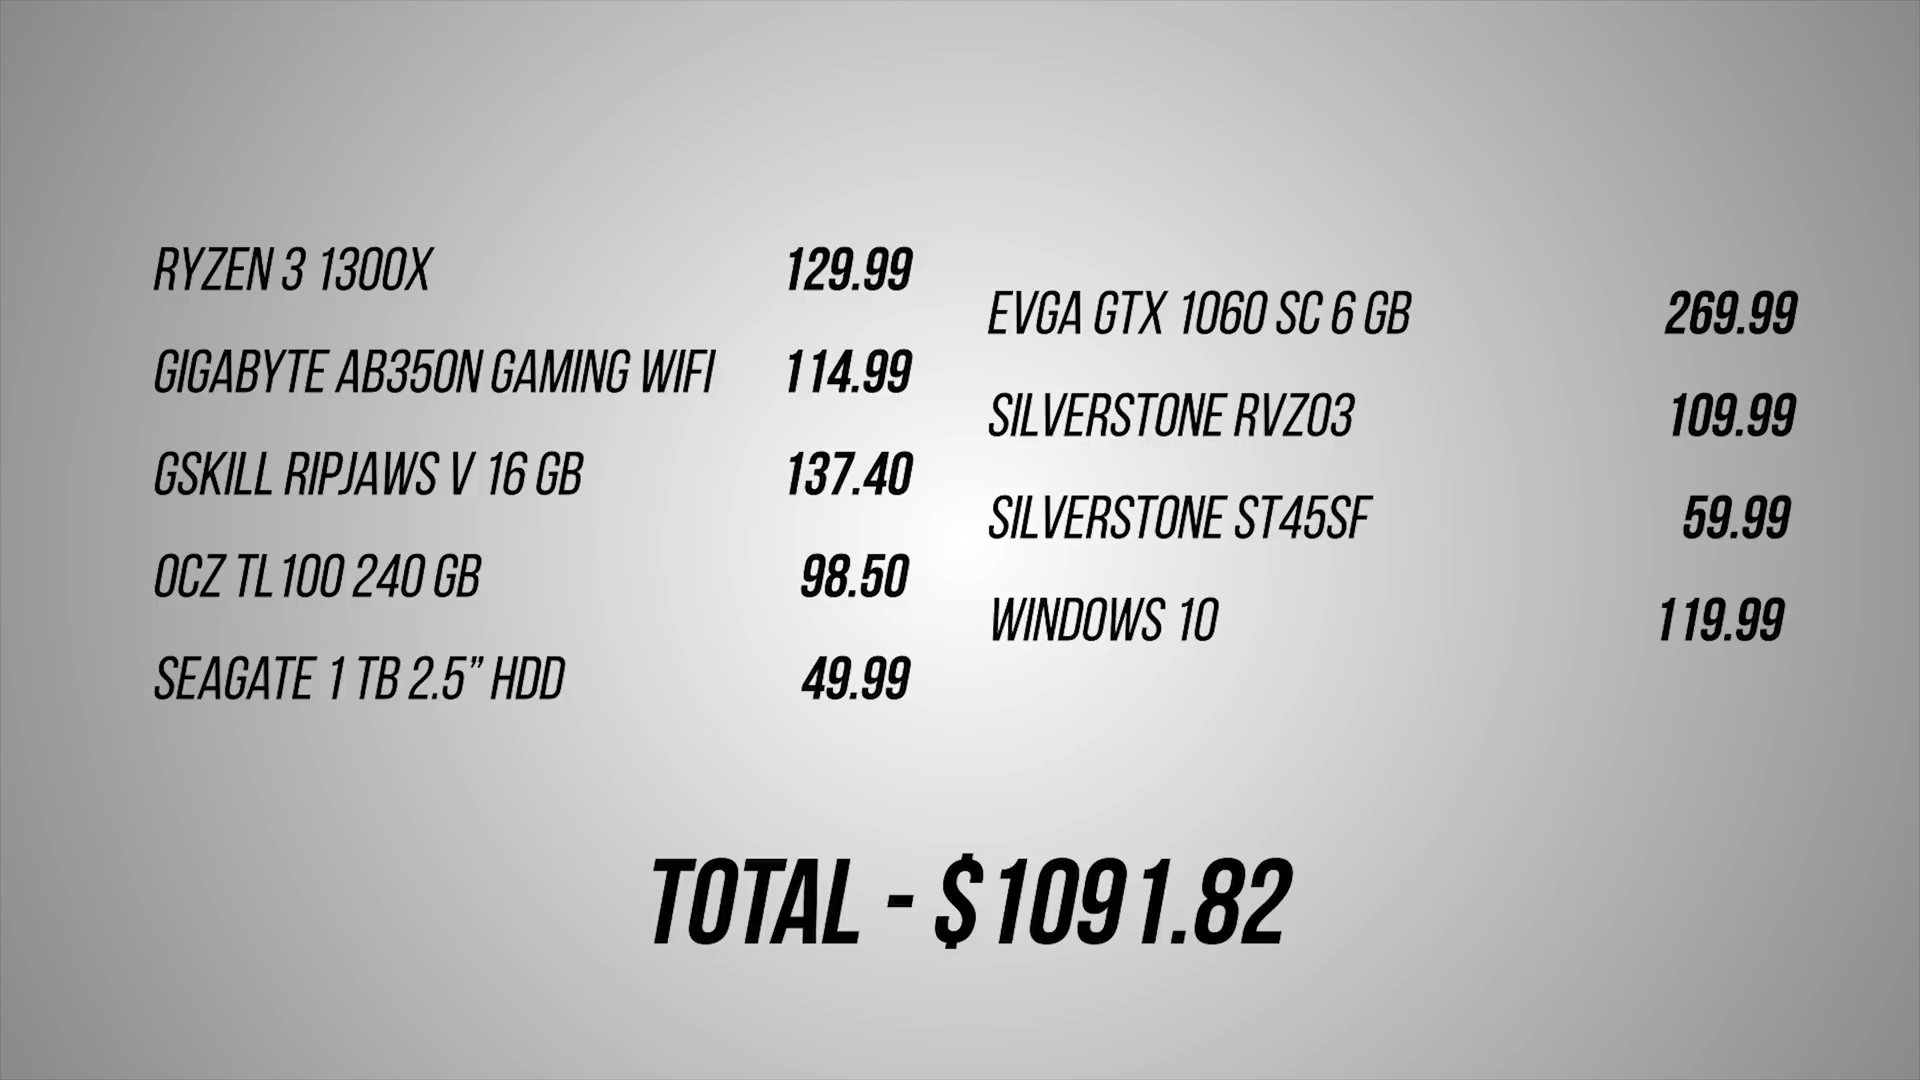 RYZEN 3 1300X 129.99
GIGABYTE AB350N GAMING WIFI 114.99
GSKILL RIPJAWS V 16 GB 137.40
OCZ TL100 240 GB 98.50
SEAGATE 1 TB 2.5” HDD 49.99
EVGA GTX 1060 SC 6 GB 269.99
SILVERSTONE RVZ03 109.99
SILVERSTONE ST45SF 59.99
WINDOWS 10 119.99
TOTAL - $1091.82